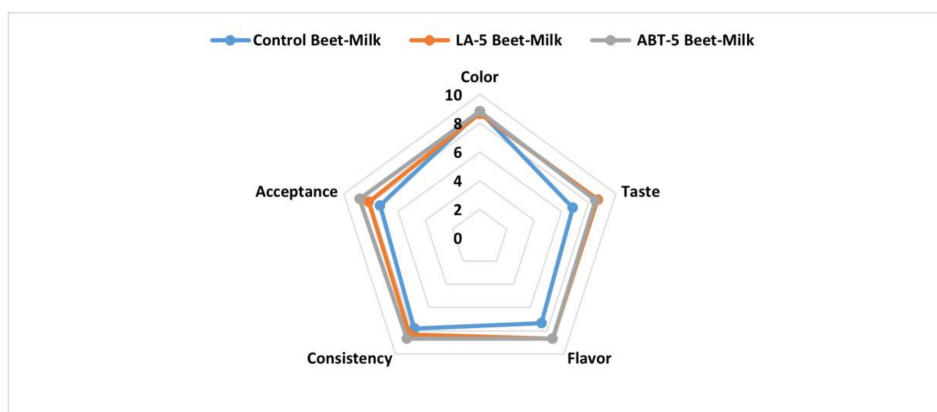 Control Beet-Milk LA-5 Beet-Milk ABT-5 Beet-Milk
Color
10
8
6
4
2
0
Acceptance Taste
Consistency Flavor